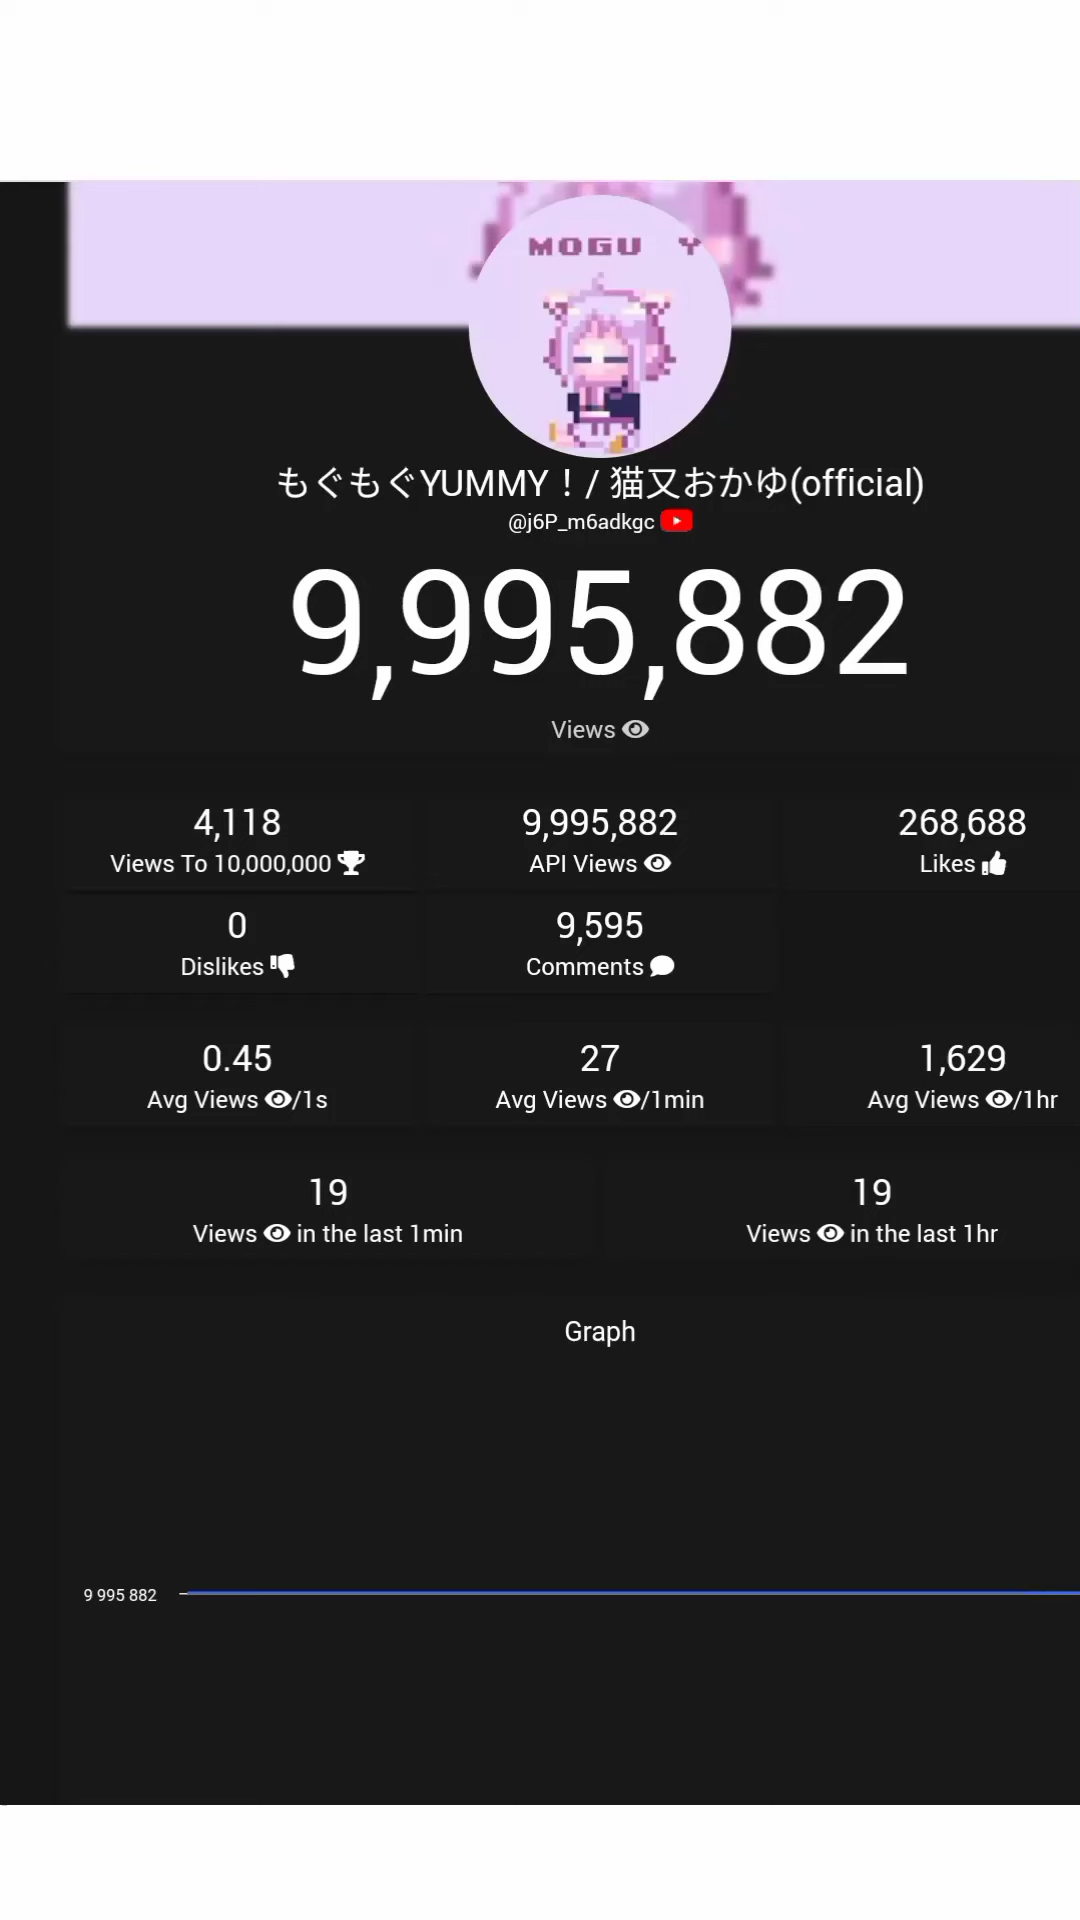 MOGU Y
もぐもぐYUMMY！/ 猫又おかゆ(official)
@j6P_m6adkgc
9,995,882
Views
4,118
Views To 10,000,000
9,995,882
API Views
268,688
Likes
0
Dislikes
9,595
Comments
0.45
Avg Views /1s
27
Avg Views /1min
1,629
Avg Views /1hr
19
Views in the last 1min
19
Views in the last 1hr
Graph
9 995 882